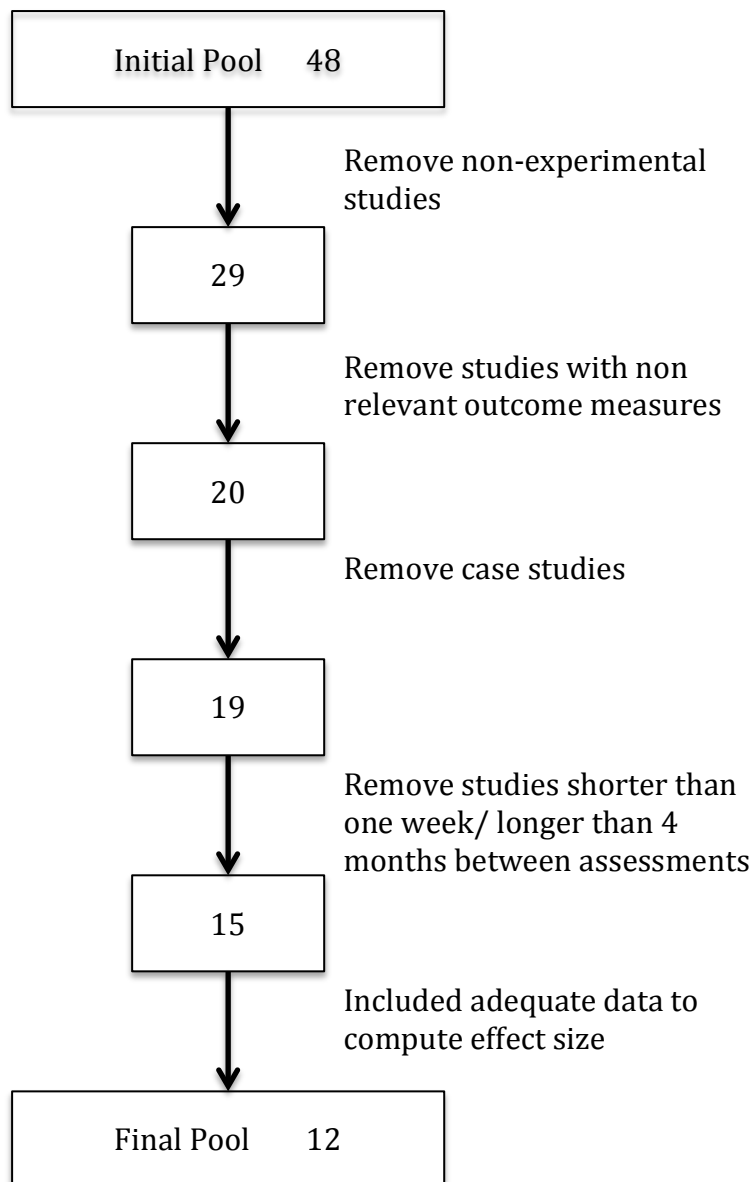 Initial Pool 48
Remove non-experimental
studies
29
Remove studies with non
relevant outcome measures
20
Remove case studies
19
Remove studies shorter than
one week/ longer than 4
months between assessments
15
Included adequate data to
compute effect size
Final Pool 12